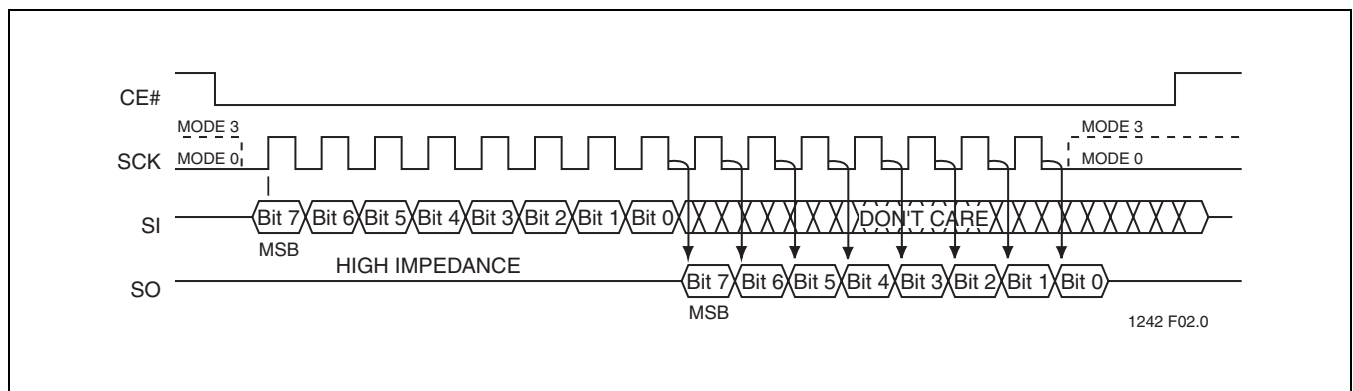 CE#
MODE 3 MODE 3
SCK MODE 0 MODE 0
SI Bit 7 Bit 6 Bit 5 Bit 4 Bit 3 Bit 2 Bit 1 Bit 0 DON'T CARE
MSB
HIGH IMPEDANCE
SO Bit 7 Bit 6 Bit 5 Bit 4 Bit 3 Bit 2 Bit 1 Bit 0
MSB
1242 F02.0